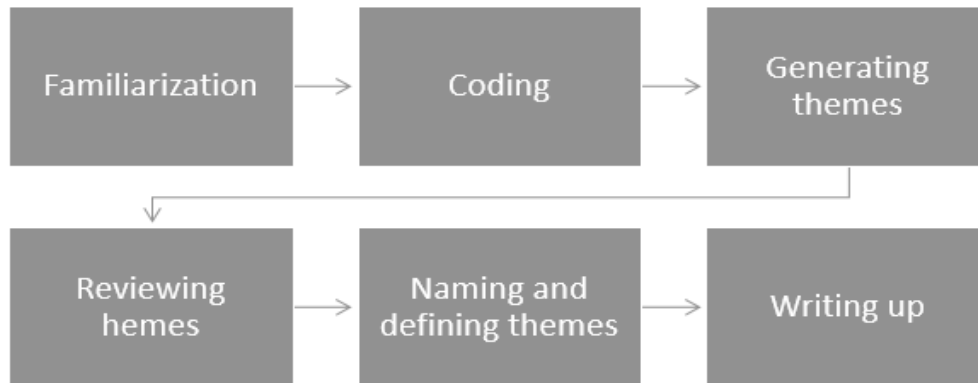 Familiarization
Coding
Generating
themes
Reviewing
hemes
Naming and
defining themes
Writing up